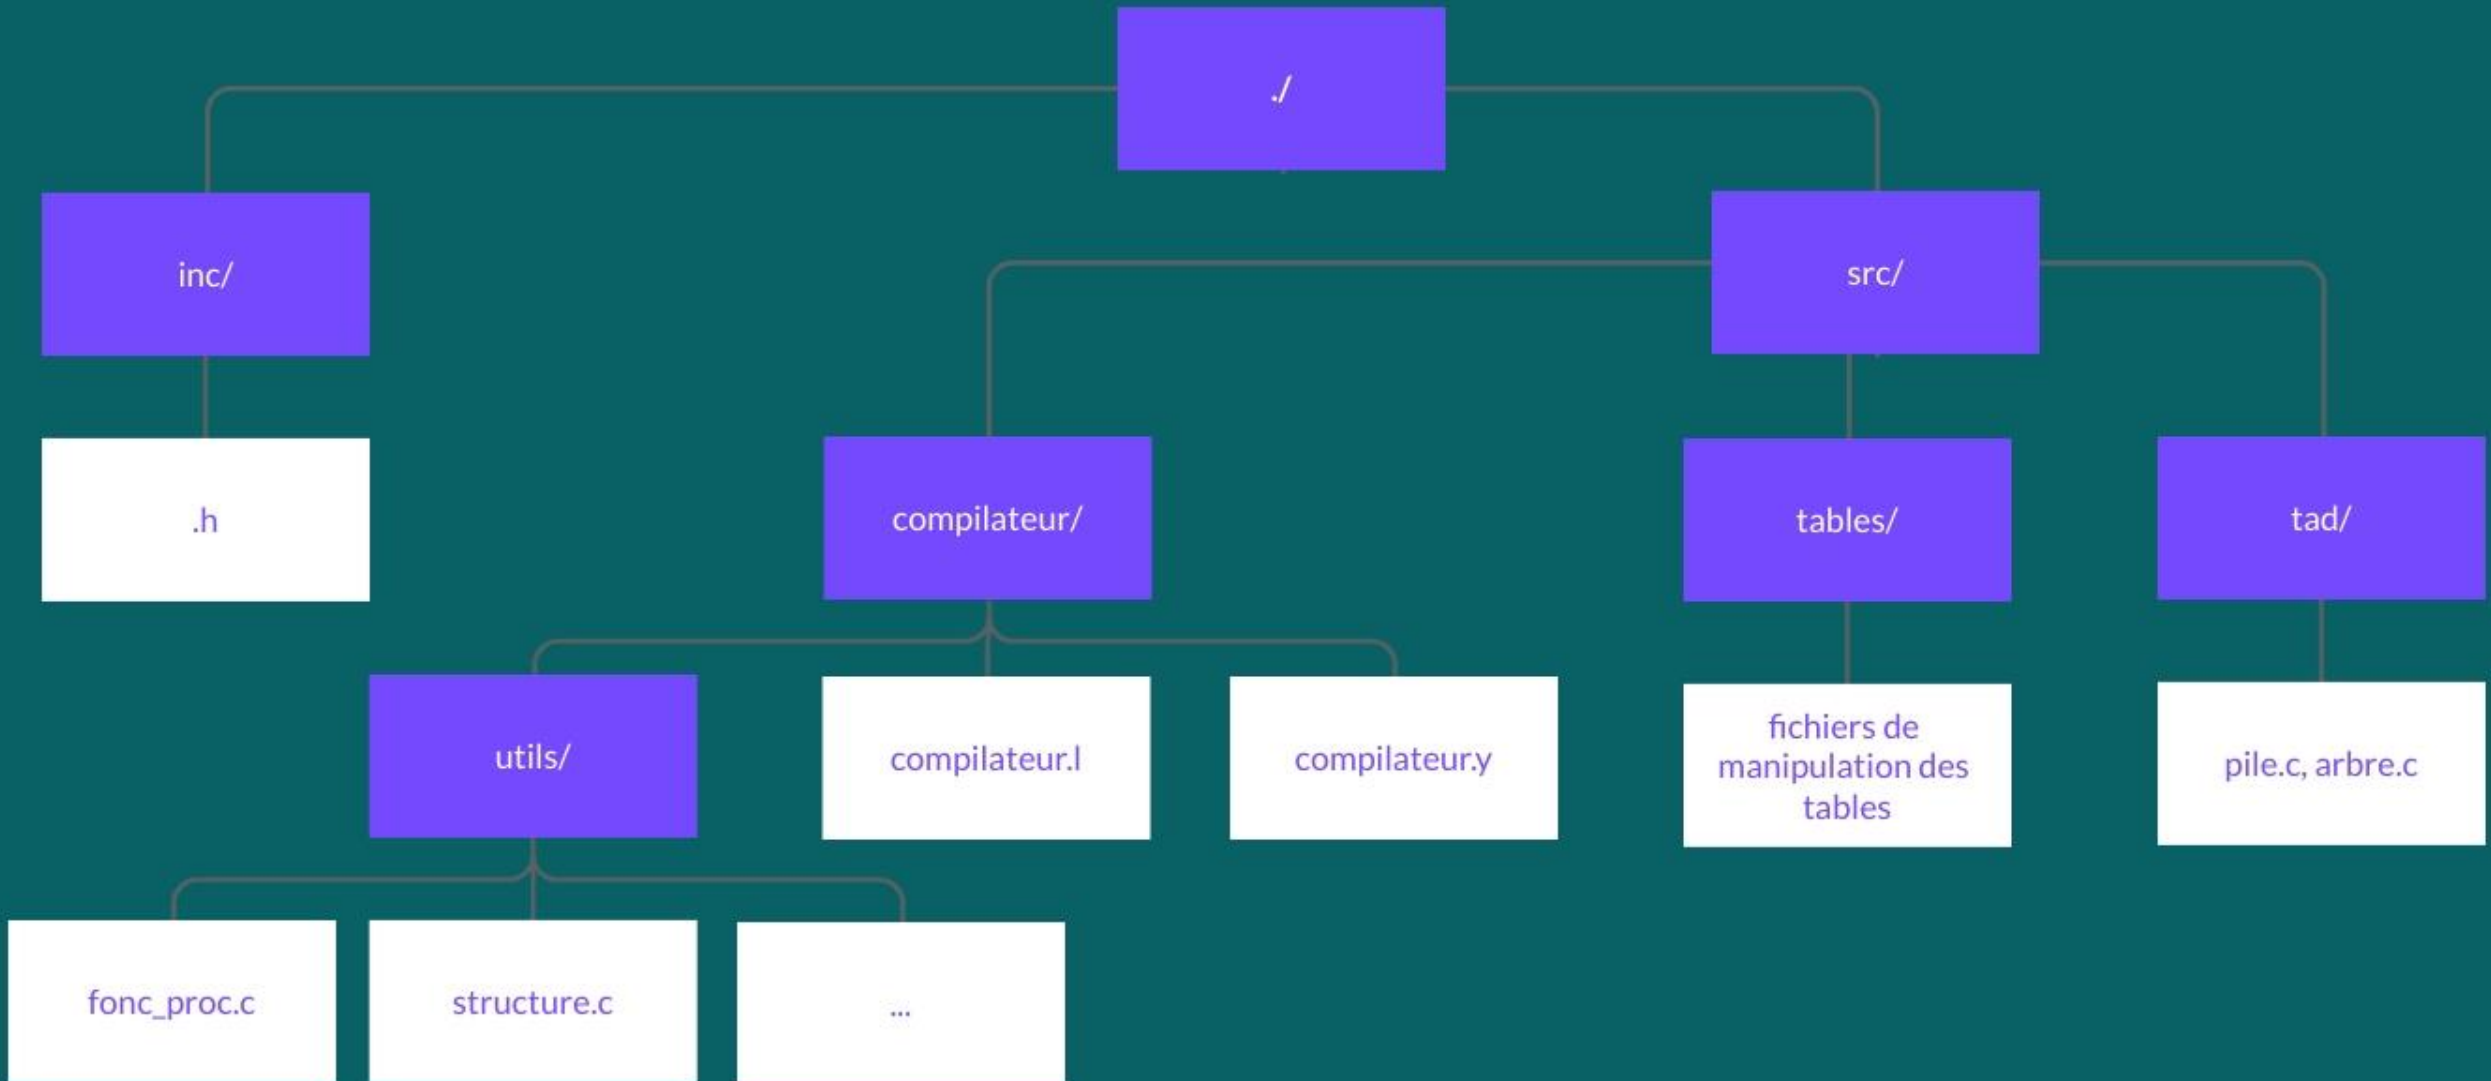 ./
inc/
src/
.h
compilateur/
tables/
tad/
utils/
compilateur.l
compilateur.y
fichiers de
manipulation des
tables
pile.c, arbre.c
fonc_proc.c
structure.c
...